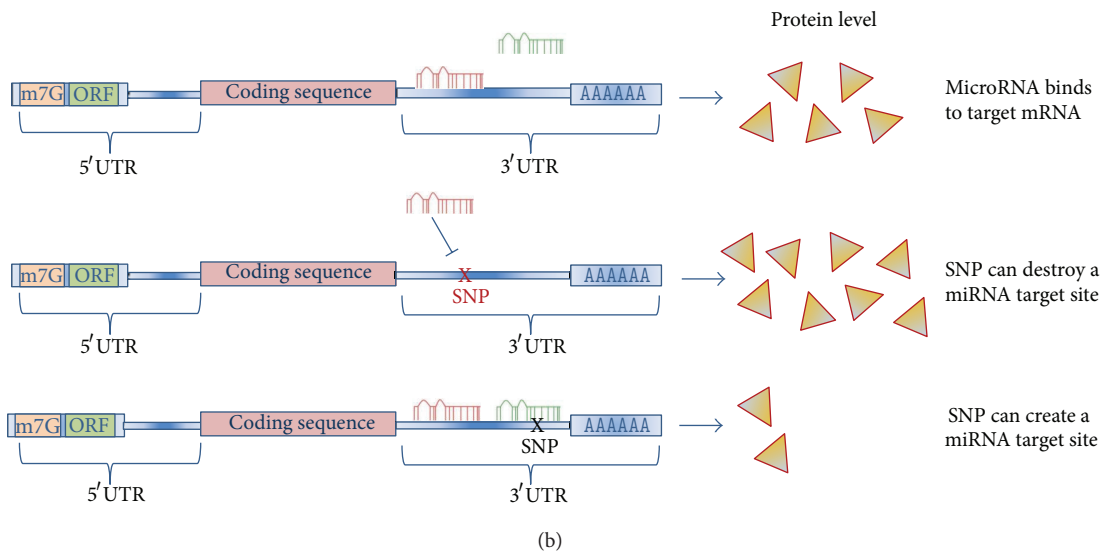 Protein level
m7G ORF Coding sequence AAAAAA
5′UTR
3′UTR
MicroRNA binds
to target mRNA
m7G ORF Coding sequence X AAAAAA
SNP
5′UTR
3′UTR
SNP can destroy a
miRNA target site
m7G ORF Coding sequence X AAAAAA
SNP
5′UTR
3′UTR
SNP can create a
miRNA target site
(b)